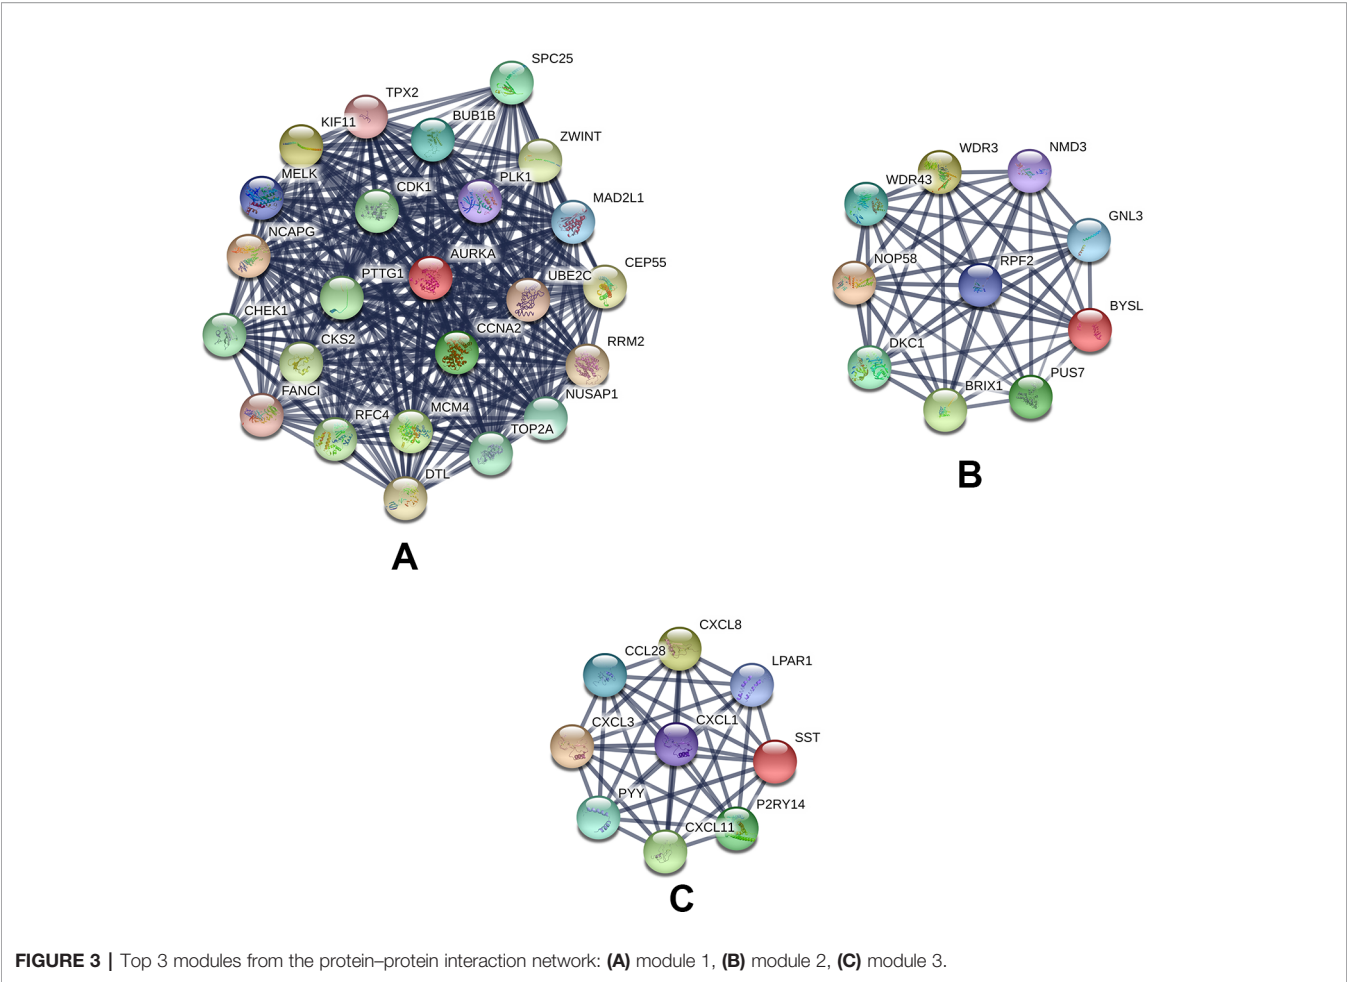 SPC25
TPX2
BUB1B
KIF11
ZWINT
MELK
CDK1
PLK1
MAD2L1
NCAPG
AURKA
CEP55
PTTG1
UBE2C
CHEK1
CCNA2
CKS2
RRM2
FANCI
NUSAP1
RFC4
MCM4
TOP2A
DTL
A
WDR3
NMD3
WDR43
GNL3
NOP58
RPF2
BYSL
DKC1
PUS7
BRIX1
B
CXCL8
CCL28
LPAR1
CXCL3
CXCL1
SST
PYY
P2RY14
CXCL11
C
FIGURE 3 | Top 3 modules from the protein–protein interaction network: (A) module 1, (B) module 2, (C) module 3.